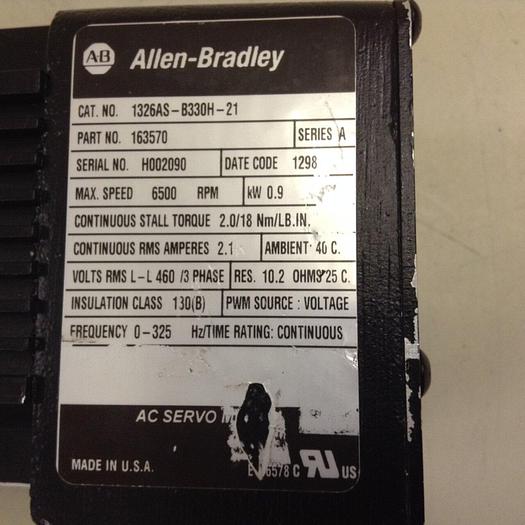 A-B Allen-Bradley
CAT. NO. 1326AS-B330H-21
PART NO. 163570 SERIES A
SERIAL NO. H002090 DATE CODE 1298
MAX. SPEED 6500 RPM kW 0.9
CONTINUOUS STALL TORQUE 2.0/18 Nm/LB.IN.
CONTINUOUS RMS AMPERES 2.1 AMBIENT 40 C.
VOLTS RMS L-L 460 /3 PHASE RES. 10.2 OHMS 25 C.
INSULATION CLASS 130(B) PWM SOURCE : VOLTAGE
FREQUENCY 0-325 Hz/TIME RATING: CONTINUOUS
AC SERVO
MADE IN U.S.A. C RU US